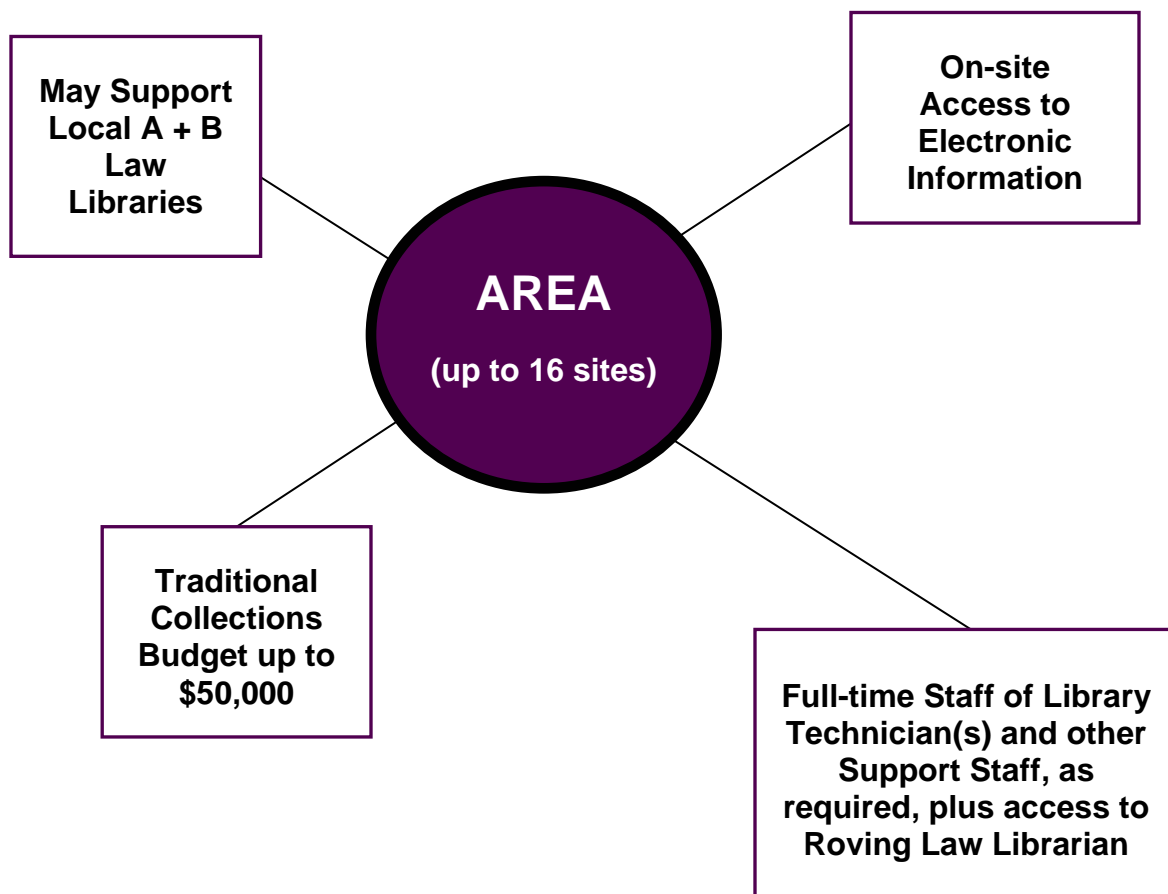 May Support
Local A + B
Law
Libraries
On-site
Access to
Electronic
Information
AREA
(up to 16 sites)
Traditional
Collections
Budget up to
$50,000
Full-time Staff of Library
Technician(s) and other
Support Staff, as
required, plus access to
Roving Law Librarian